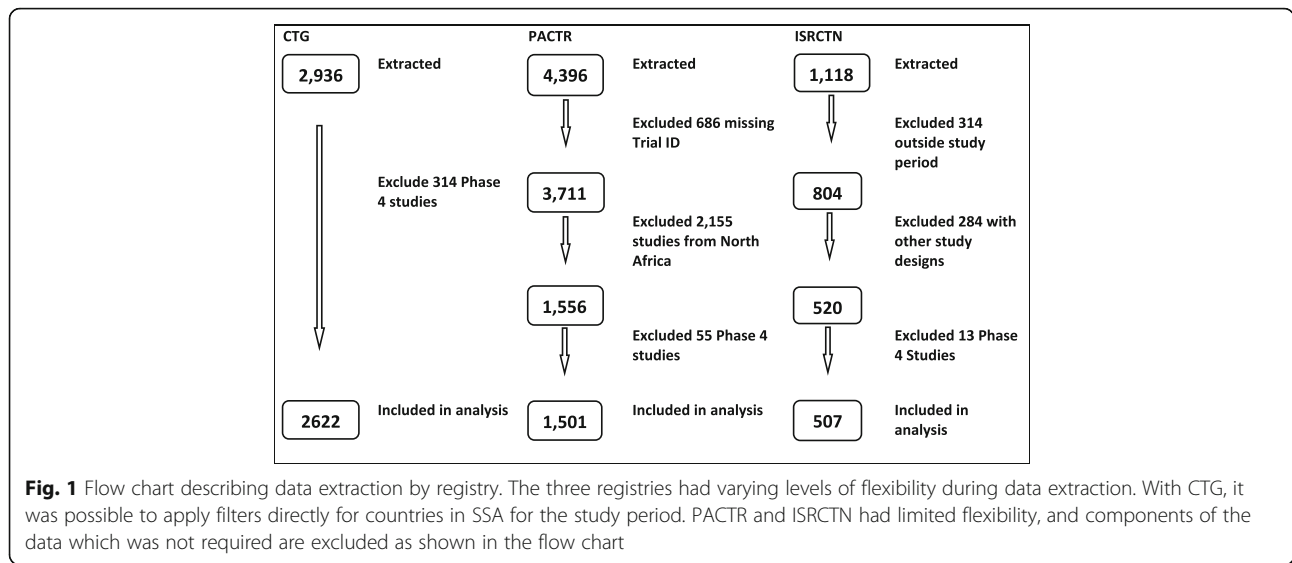 CTG
2,936
Extracted
Exclude 314 Phase
4 studies
2622
Included in analysis
PACTR
4,396
Extracted
Excluded 686 missing
Trial ID
3,711
Excluded 2,155
studies from North
Africa
1,556
Excluded 55 Phase 4
studies
1,501
Included in analysis
ISRCTN
1,118
Extracted
Excluded 314
outside study
period
804
Excluded 284 with
other study
designs
520
Excluded 13 Phase
4 Studies
507
Included in
analysis
Fig. 1 Flow chart describing data extraction by registry. The three registries had varying levels of flexibility during data extraction. With CTG, it
was possible to apply filters directly for countries in SSA for the study period. PACTR and ISRCTN had limited flexibility, and components of the
data which was not required are excluded as shown in the flow chart